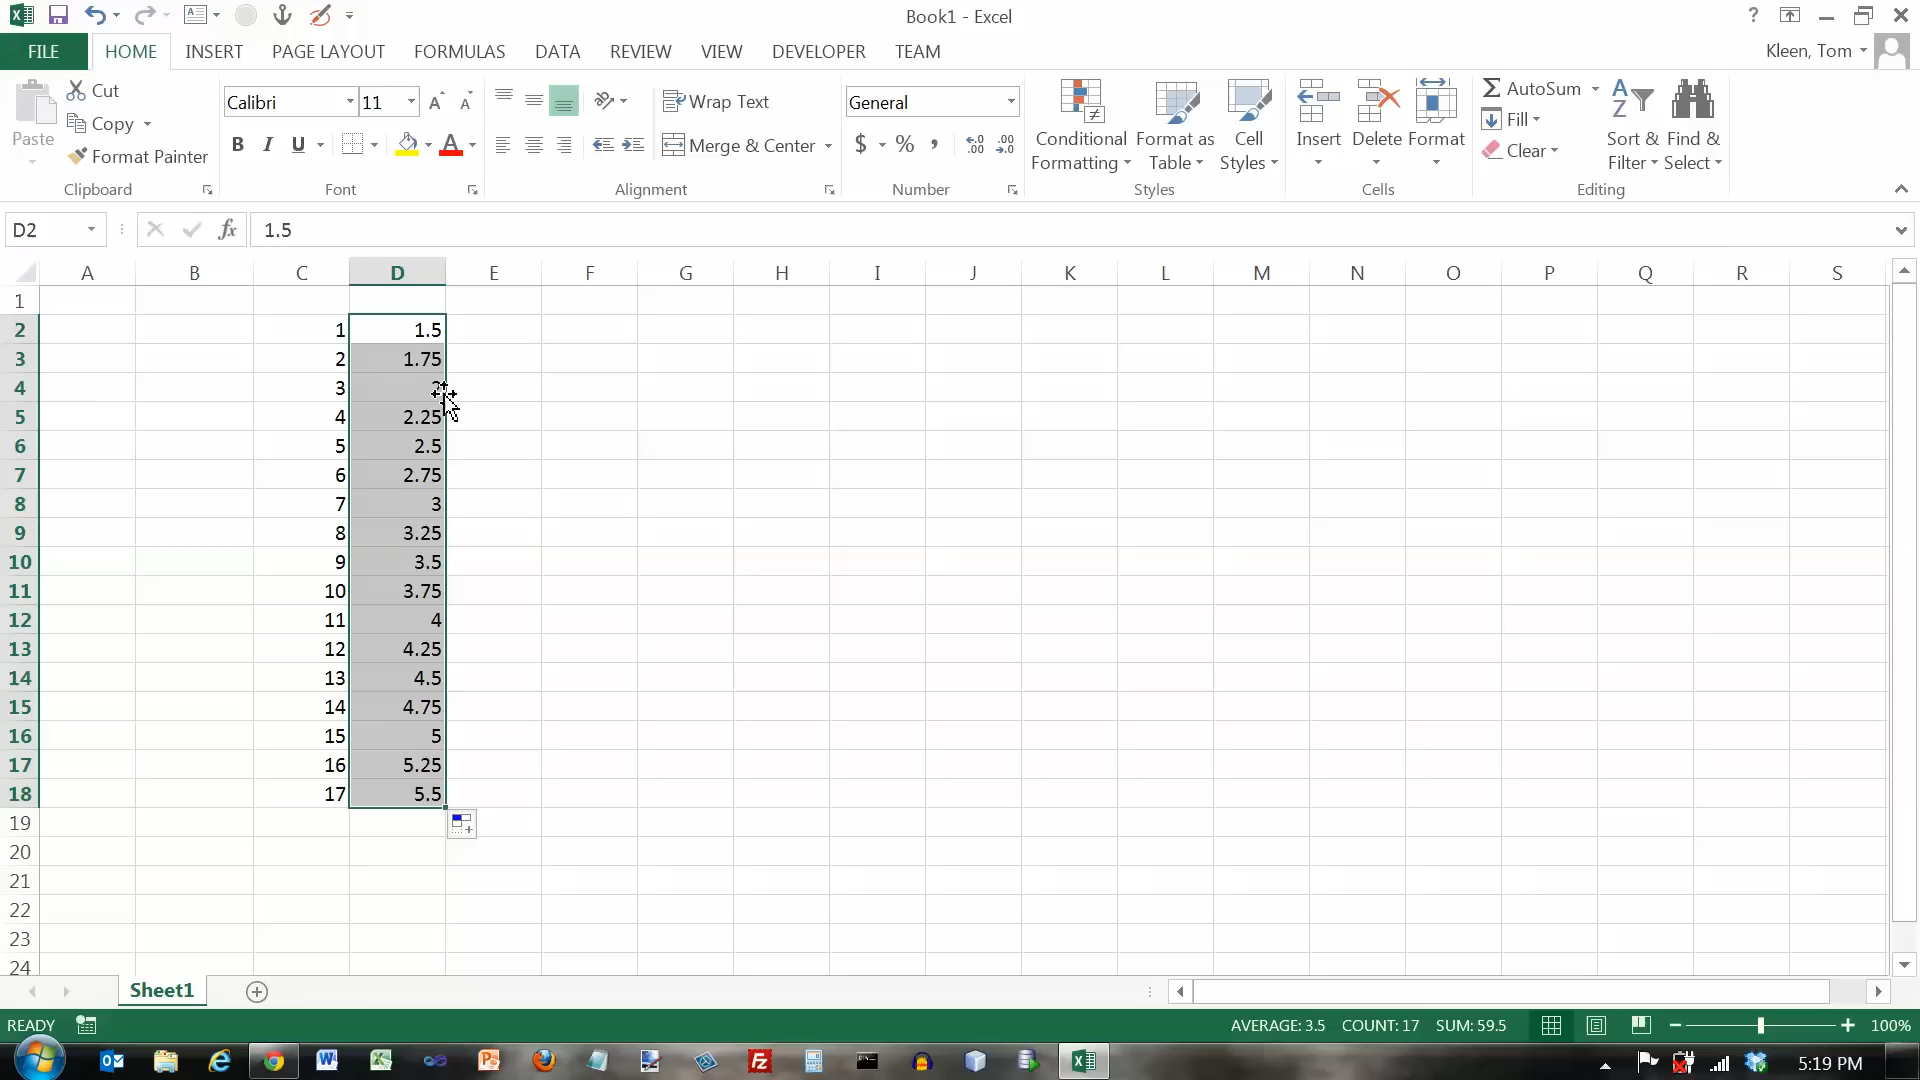 Book1 - Excel
?
FILE HOME INSERT PAGE LAYOUT FORMULAS DATA REVIEW VIEW DEVELOPER TEAM Kleen, Tom
Paste
Cut
Copy
Format Painter
Clipboard
Calibri 11
B I U
Font
Wrap Text
Merge & Center
Alignment
General
$ % ,
Number
Conditional Formatting
Format as Table
Cell Styles
Styles
Insert Delete Format
Cells
AutoSum
Fill
Clear
Sort & Filter
Find & Select
Editing
D2 fx 1.5
A B C D E F G H I J K L M N O P Q R S
1
2 1 1.5
3 2 1.75
4 3
5 4 2.25
6 5 2.5
7 6 2.75
8 7 3
9 8 3.25
10 9 3.5
11 10 3.75
12 11 4
13 12 4.25
14 13 4.5
15 14 4.75
16 15 5
17 16 5.25
18 17 5.5
19
20
21
22
23
24
Sheet1
READY AVERAGE: 3.5 COUNT: 17 SUM: 59.5 100%
5:19 PM